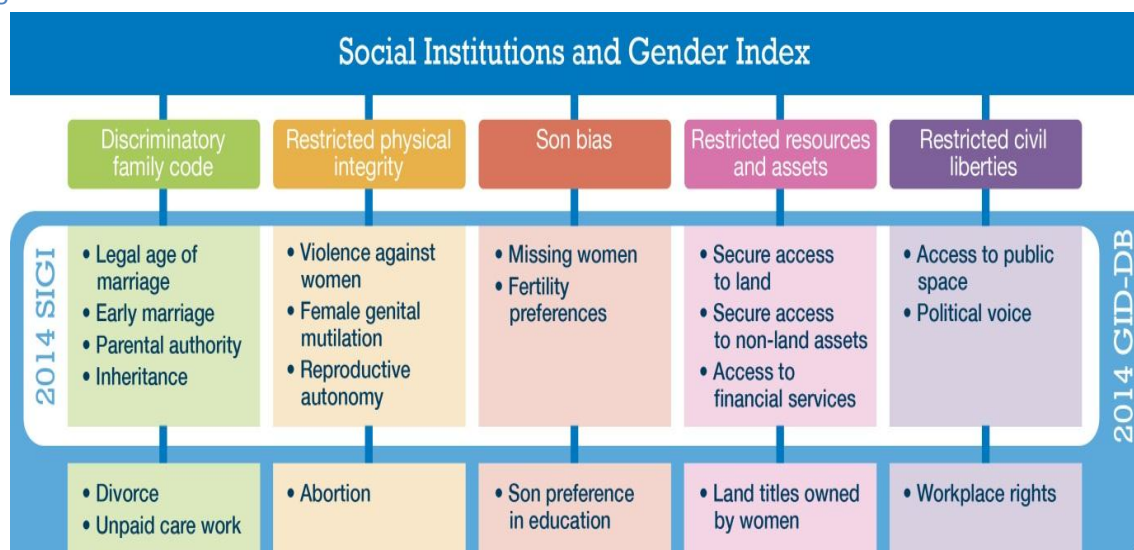 Social Institutions and Gender Index
Discriminatory
family code
Restricted physical
integrity
Son bias
Restricted resources
and assets
Restricted civil
liberties
2014 SIGI
• Legal age of
marriage
• Early marriage
• Parental authority
• Inheritance
• Violence against
women
• Female genital
mutilation
• Reproductive
autonomy
• Missing women
• Fertility
preferences
• Secure access
to land
• Secure access
to non-land assets
• Access to
financial services
• Access to public
space
• Political voice
2014 GID-DB
• Divorce
• Unpaid care work
• Abortion
• Son preference
in education
• Land titles owned
by women
• Workplace rights